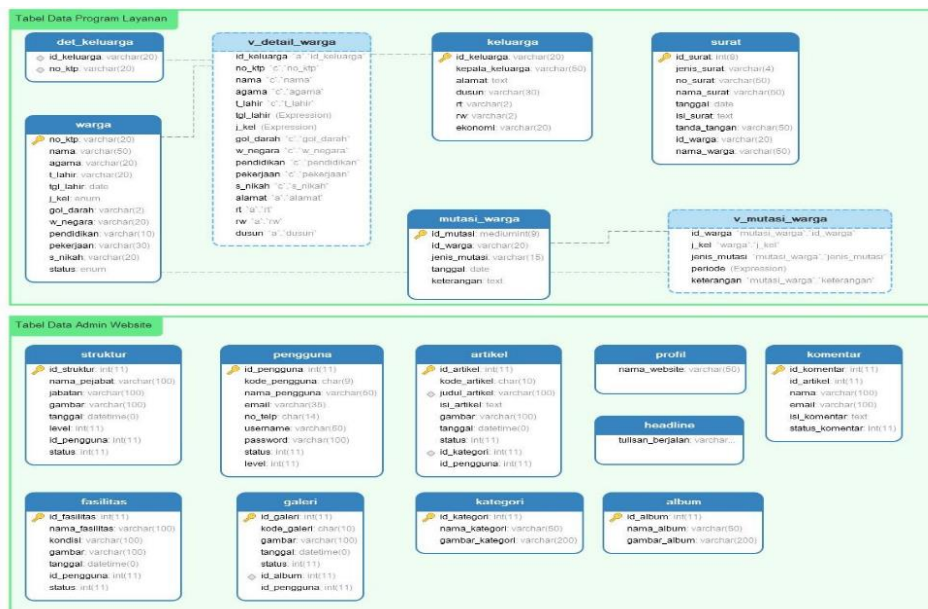 Tabel Data Program Layanan
det_keluarga
id_keluarga: varchar(20)
no_ktp: varchar(20)
v_detail_warga
id_keluarga "a"."id_keluarga"
no_ktp "c"."no_ktp"
nama "c"."nama"
agama "c"."agama"
t_lahir "c"."t_lahir"
tgl_lahir (Expression)
j_kel (Expression)
gol_darah "c"."gol_darah"
w_negara "c"."w_negara"
pendidikan "c"."pendidikan"
pekerjaan "c"."pekerjaan"
s_nikah "c"."s_nikah"
alamat "a"."alamat"
rt "a"."rt"
rw "a"."rw"
dusun "a"."dusun"
keluarga
id_keluarga: varchar(20)
kepala_keluarga: varchar(50)
alamat: text
dusun: varchar(30)
rt: varchar(2)
rw: varchar(2)
ekonomi: varchar(20)
surat
id_surat: int(9)
jenis_surat: varchar(4)
no_surat: varchar(50)
nama_surat: varchar(50)
tanggal: date
isi_surat: text
tanda_tangan: varchar(50)
id_warga: varchar(20)
nama_warga: varchar(50)
warga
no_ktp: varchar(20)
nama: varchar(50)
agama: varchar(20)
t_lahir: varchar(20)
tgl_lahir: date
j_kel: enum
gol_darah: varchar(2)
w_negara: varchar(20)
pendidikan: varchar(10)
pekerjaan: varchar(30)
s_nikah: varchar(20)
status: enum
mutasi_warga
id_mutasi: mediumint(9)
id_warga: varchar(20)
jenis_mutasi: varchar(15)
tanggal: date
keterangan: text
v_mutasi_warga
id_warga "mutasi_warga"."id_warga"
j_kel "warga"."j_kel"
jenis_mutasi "mutasi_warga"."jenis_mutasi"
periode (Expression)
keterangan "mutasi_warga"."keterangan"
Tabel Data Admin Website
struktur
id_struktur: int(11)
nama_pejabat: varchar(100)
jabatan: varchar(100)
gambar: varchar(100)
tanggal: datetime(0)
level: int(11)
id_pengguna: int(11)
status: int(11)
pengguna
id_pengguna: int(11)
kode_pengguna: char(9)
nama_pengguna: varchar(50)
email: varchar(35)
no_telp: char(14)
username: varchar(50)
password: varchar(100)
status: int(11)
level: int(11)
artikel
id_artikel: int(11)
kode_artikel: char(10)
judul_artikel: varchar(100)
isi_artikel: text
gambar: varchar(100)
tanggal: datetime(0)
status: int(11)
id_kategori: int(11)
id_pengguna: int(11)
profil
nama_website: varchar(50)
headline
tulisan_berjalan: varchar...
komentar
id_komentar: int(11)
id_artikel: int(11)
nama: varchar(100)
email: varchar(100)
isi_komentar: text
status_komentar: int(11)
fasilitas
id_fasilitas: int(11)
nama_fasilitas: varchar(100)
kondisi: varchar(100)
gambar: varchar(100)
tanggal: datetime(0)
id_pengguna: int(11)
status: int(11)
galeri
id_galeri: int(11)
kode_galeri: char(10)
gambar: varchar(100)
tanggal: datetime(0)
status: int(11)
id_album: int(11)
id_pengguna: int(11)
kategori
id_kategori: int(11)
nama_kategori: varchar(50)
gambar_kategori: varchar(200)
album
id_album: int(11)
nama_album: varchar(50)
gambar_album: varchar(200)